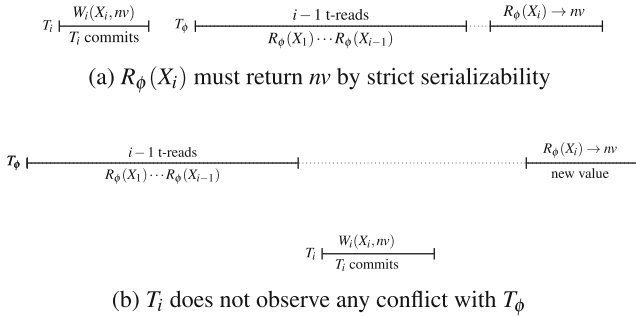 W_i(X_i, nv)
T_i
T_i commits
T_ϕ
i − 1 t-reads
R_ϕ(X_1) ··· R_ϕ(X_{i−1})
R_ϕ(X_i) → nv
(a) R_ϕ(X_i) must return nv by strict serializability
T_ϕ
i − 1 t-reads
R_ϕ(X_1) ··· R_ϕ(X_{i−1})
R_ϕ(X_i) → nv
new value
T_i
W_i(X_i, nv)
T_i commits
(b) T_i does not observe any conflict with T_ϕ